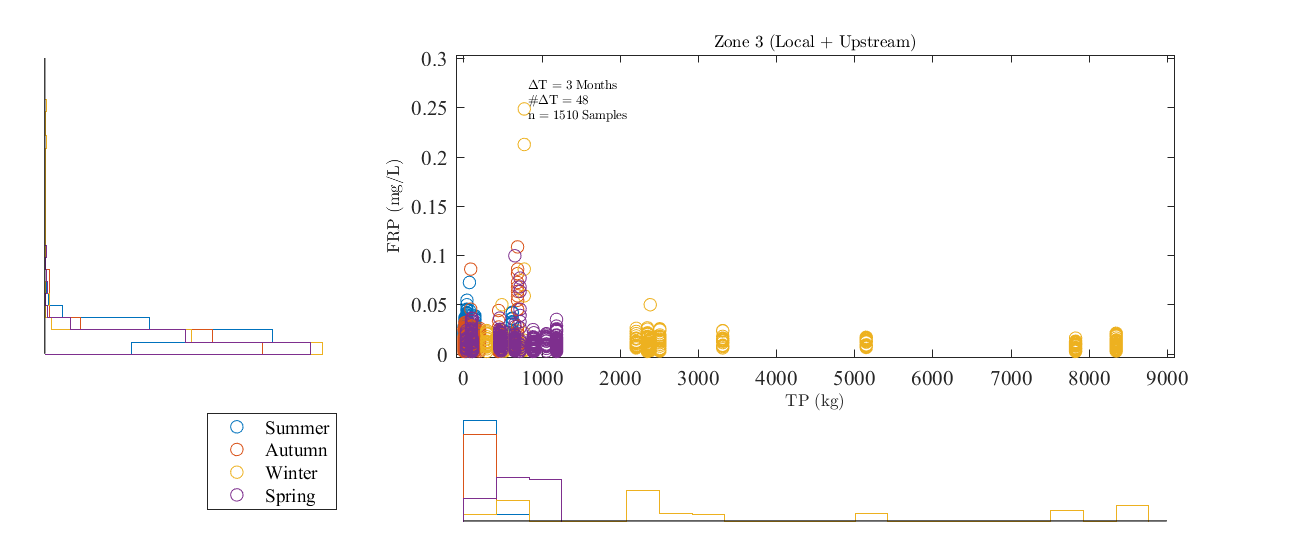 Zone 3 (Local + Upstream)
0.3
0.25
0.2
0.15
0.1
0.05
0
FRP (mg/L)
ΔT = 3 Months
#ΔT = 48
n = 1510 Samples
0 1000 2000 3000 4000 5000 6000 7000 8000 9000
TP (kg)
Summer
Autumn
Winter
Spring